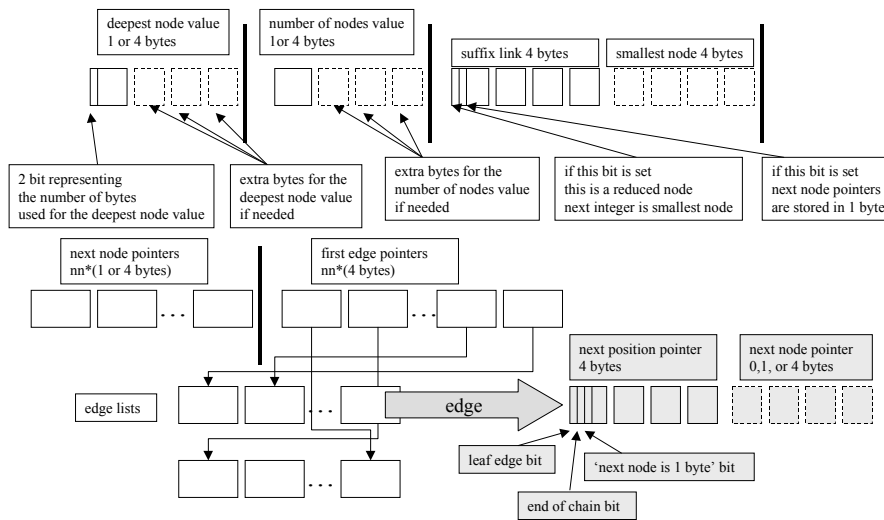 deepest node value
1 or 4 bytes
number of nodes value
1or 4 bytes
suffix link 4 bytes
smallest node 4 bytes
2 bit representing
the number of bytes
used for the deepest node value
extra bytes for the
deepest node value
if needed
extra bytes for the
number of nodes value
if needed
if this bit is set
this is a reduced node
next integer is smallest node
if this bit is set
next node pointers
are stored in 1 byte
next node pointers
nn*(1 or 4 bytes)
first edge pointers
nn*(4 bytes)
...
...
next position pointer
4 bytes
next node pointer
0,1, or 4 bytes
edge lists
...
edge
leaf edge bit
'next node is 1 byte' bit
...
end of chain bit